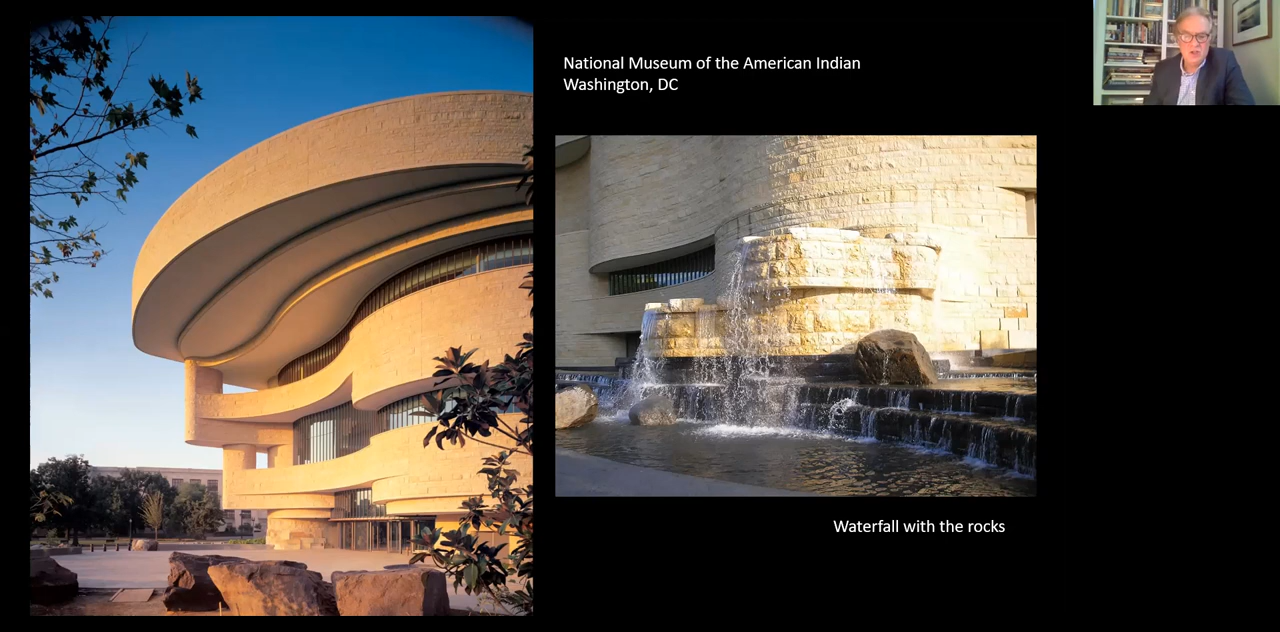 National Museum of the American Indian
Washington, DC
Waterfall with the rocks